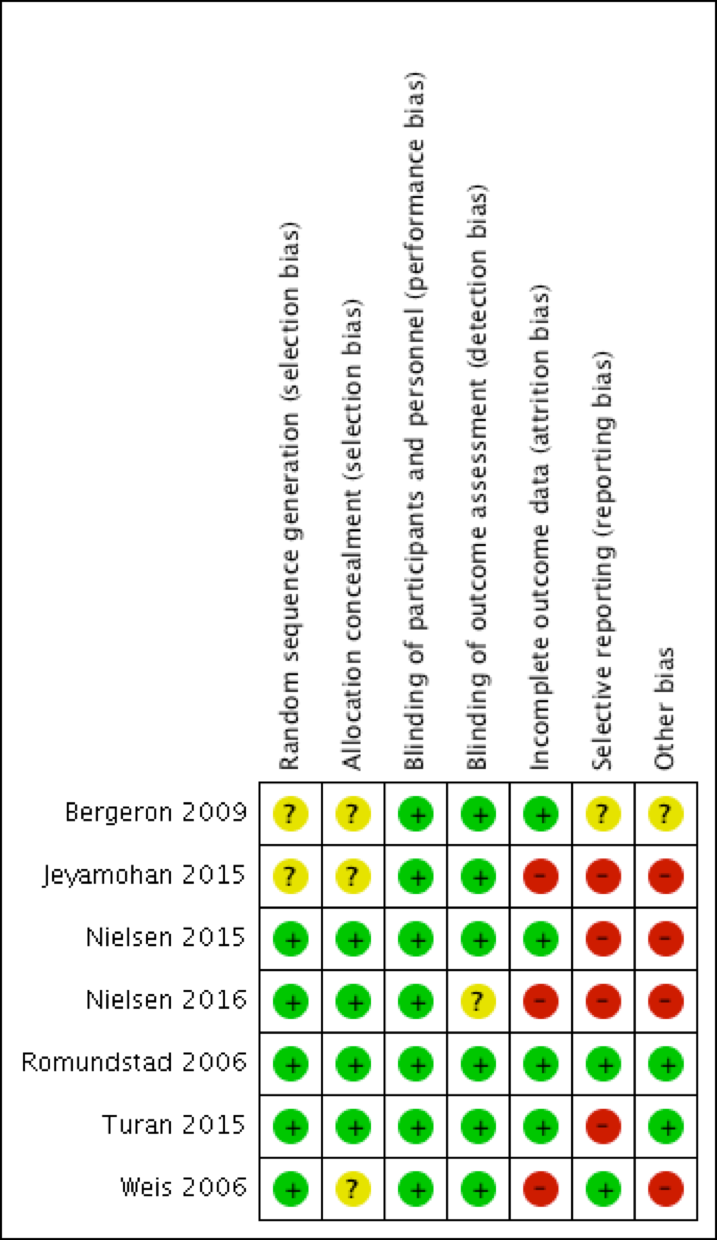 Random sequence generation (selection bias)
Allocation concealment (selection bias)
Blinding of participants and personnel (performance bias)
Blinding of outcome assessment (detection bias)
Incomplete outcome data (attrition bias)
Selective reporting (reporting bias)
Other bias
Bergeron 2009 ? ? + + + ? ?
Jeyamohan 2015 ? ? + + - - -
Nielsen 2015 + + + + + - -
Nielsen 2016 + + + ? - - -
Romundstad 2006 + + + + + + +
Turan 2015 + + + + + - +
Weis 2006 + ? + + - + -